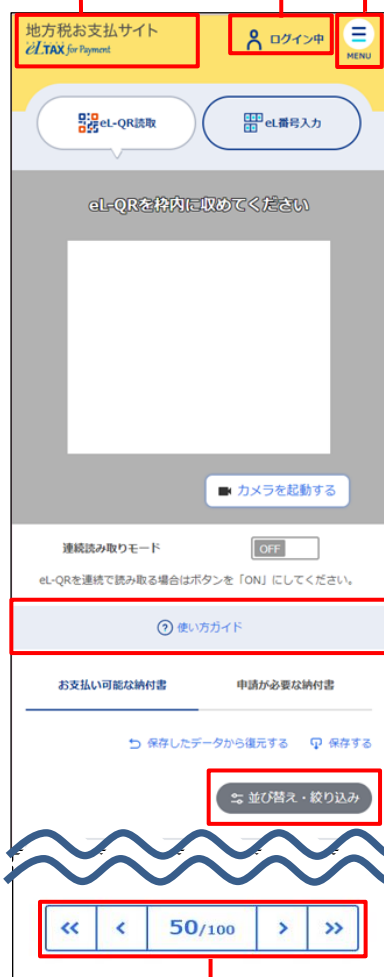 地方税お支払サイト
eLTAX for Payment
ログイン中
MENU
eL-QR読取
eL番号入力
eL-QRを枠内に収めてください
カメラを起動する
連続読み取りモード
OFF
eL-QRを連続で読み取る場合はボタンを「ON」にしてください。
? 使い方ガイド
お支払い可能な納付書
申請が必要な納付書
保存したデータから復元する
保存する
並び替え・絞り込み
<< < 50/100 > >>